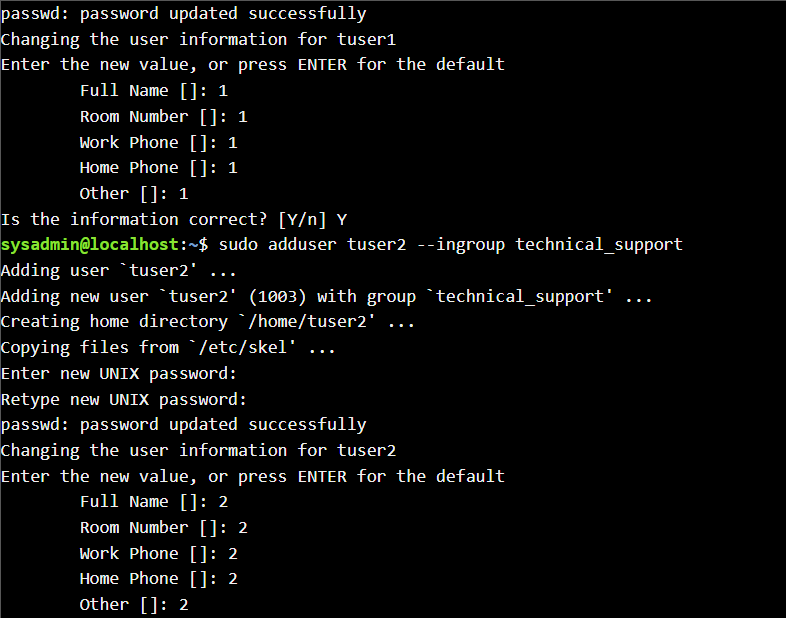 passwd: password updated successfully
Changing the user information for tuser1
Enter the new value, or press ENTER for the default
        Full Name []: 1
        Room Number []: 1
        Work Phone []: 1
        Home Phone []: 1
        Other []: 1
Is the information correct? [Y/n] Y
sysadmin@localhost:~$ sudo adduser tuser2 --ingroup technical_support
Adding user `tuser2' ...
Adding new user `tuser2' (1003) with group `technical_support' ...
Creating home directory `/home/tuser2' ...
Copying files from `/etc/skel' ...
Enter new UNIX password:
Retype new UNIX password:
passwd: password updated successfully
Changing the user information for tuser2
Enter the new value, or press ENTER for the default
        Full Name []: 2
        Room Number []: 2
        Work Phone []: 2
        Home Phone []: 2
        Other []: 2